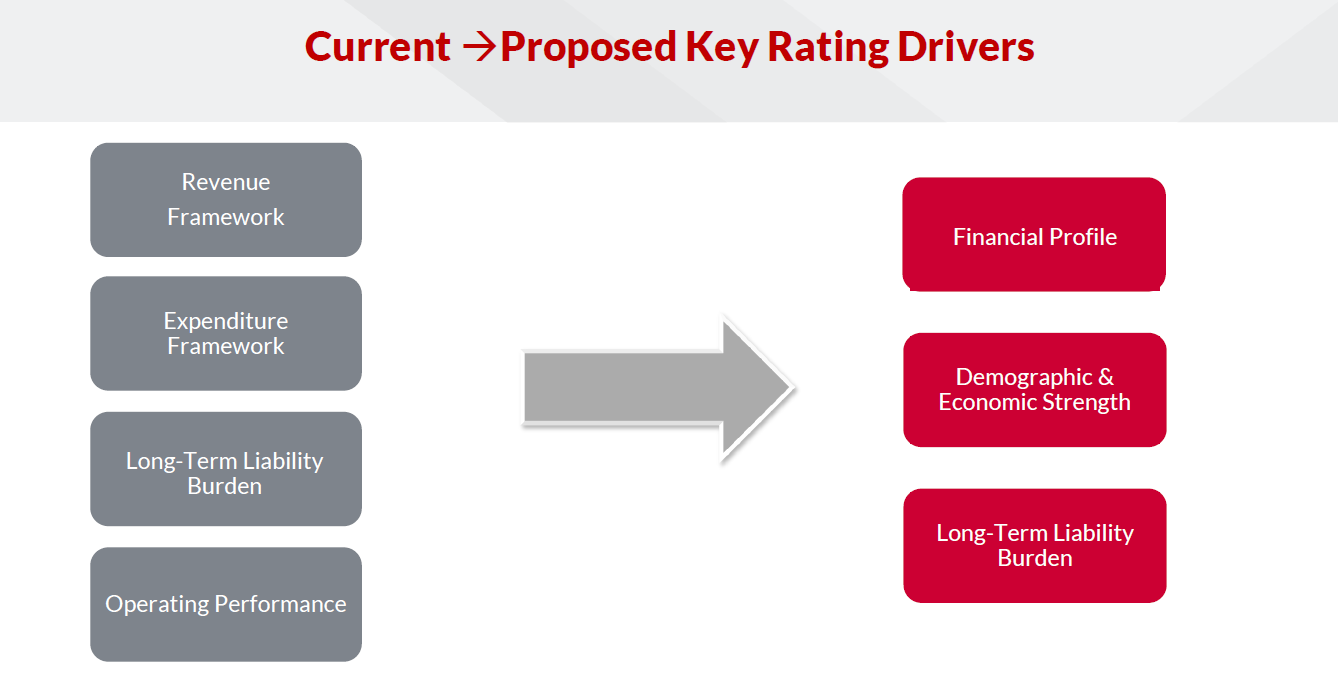 Current →Proposed Key Rating Drivers
Revenue
Framework
Expenditure
Framework
Long-Term Liability
Burden
Operating Performance
Financial Profile
Demographic &
Economic Strength
Long-Term Liability
Burden